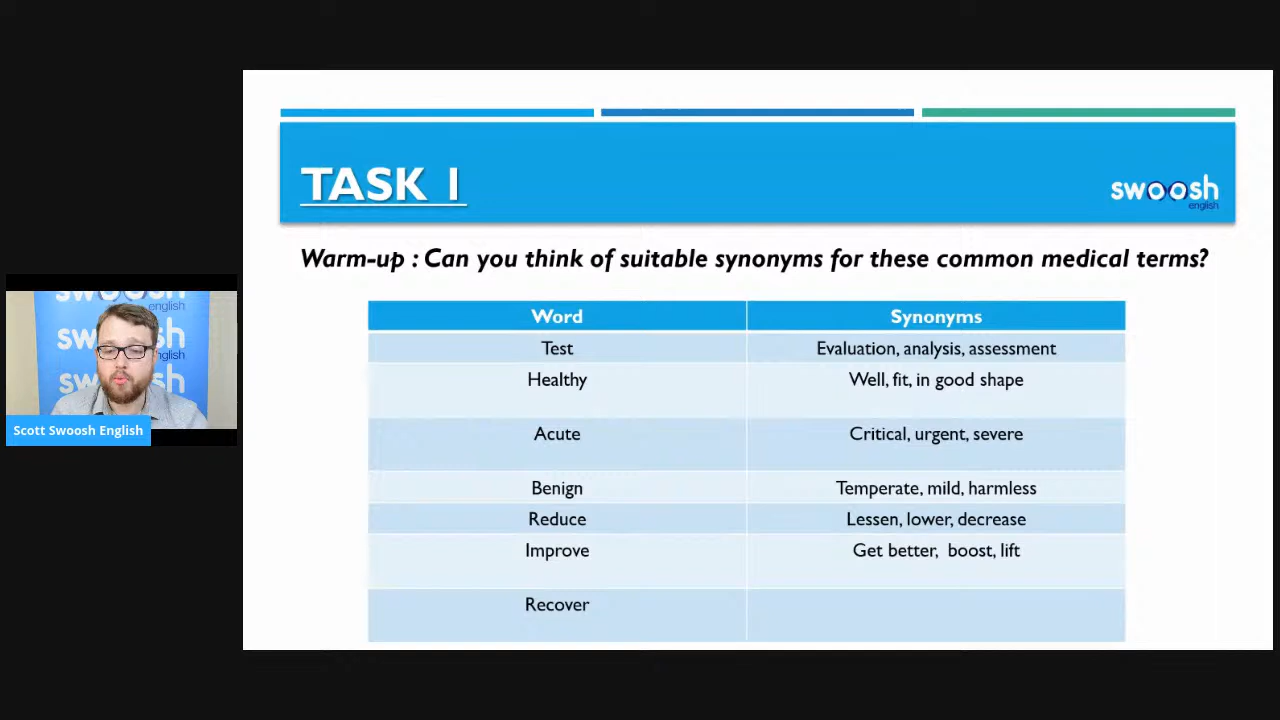 TASK 1
swoosh
english
Warm-up : Can you think of suitable synonyms for these common medical terms?
Word Synonyms
Test Evaluation, analysis, assessment
Healthy Well, fit, in good shape
Acute Critical, urgent, severe
Benign Temperate, mild, harmless
Reduce Lessen, lower, decrease
Improve Get better, boost, lift
Recover
english
english
Scott Swoosh English